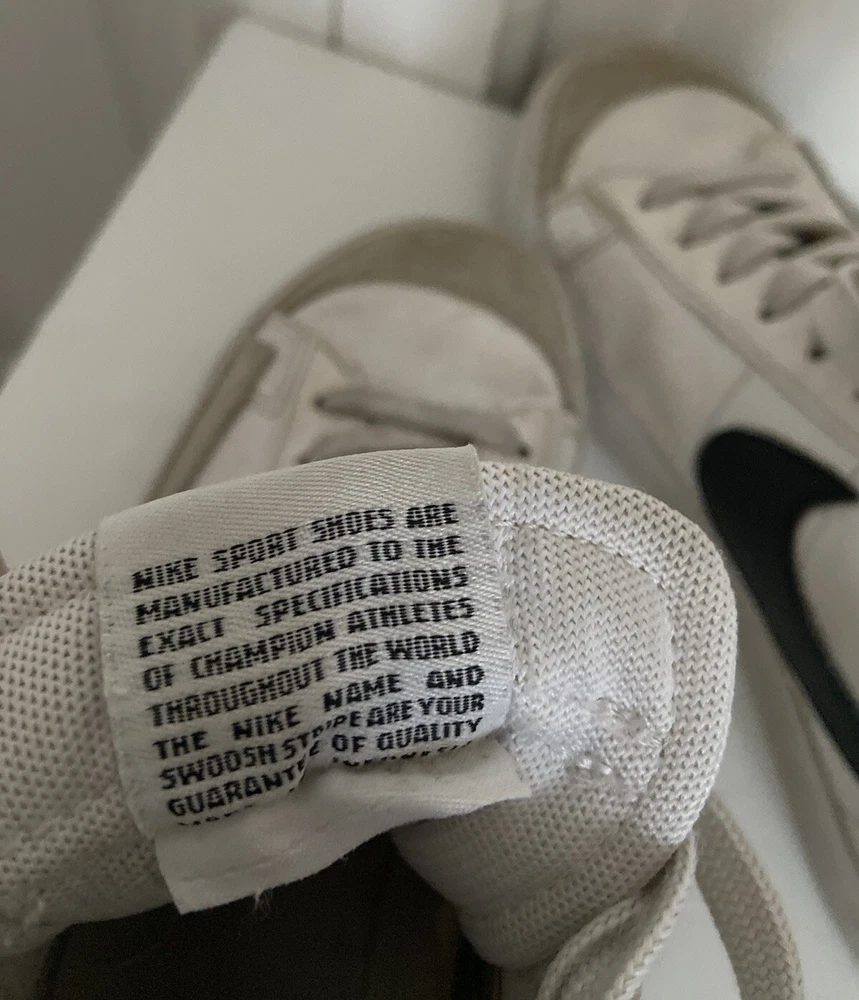 NIKE SPORT SHOES ARE
MANUFACTURED TO THE
EXACT SPECIFICATIONS
OF CHAMPION ATHLETES
THROUGHOUT THE WORLD
THE NIKE NAME AND
SWOOSH STRIPE ARE YOUR
GUARANTE OF QUALITY